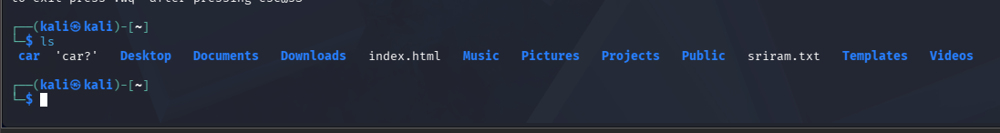 ┌──(kali㉿kali)-[~]
└─$ ls
car 'car?' Desktop Documents Downloads index.html Music Pictures Projects Public sriram.txt Templates Videos
┌──(kali㉿kali)-[~]
└─$